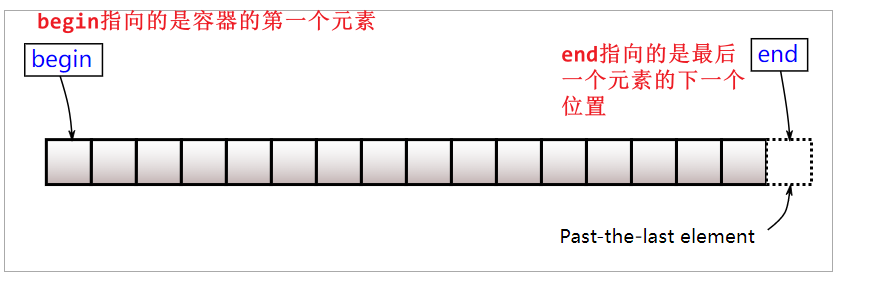 begin指向的是容器的第一个元素
begin
end指向的是最后
一个元素的下一个
位置
end
Past-the-last element